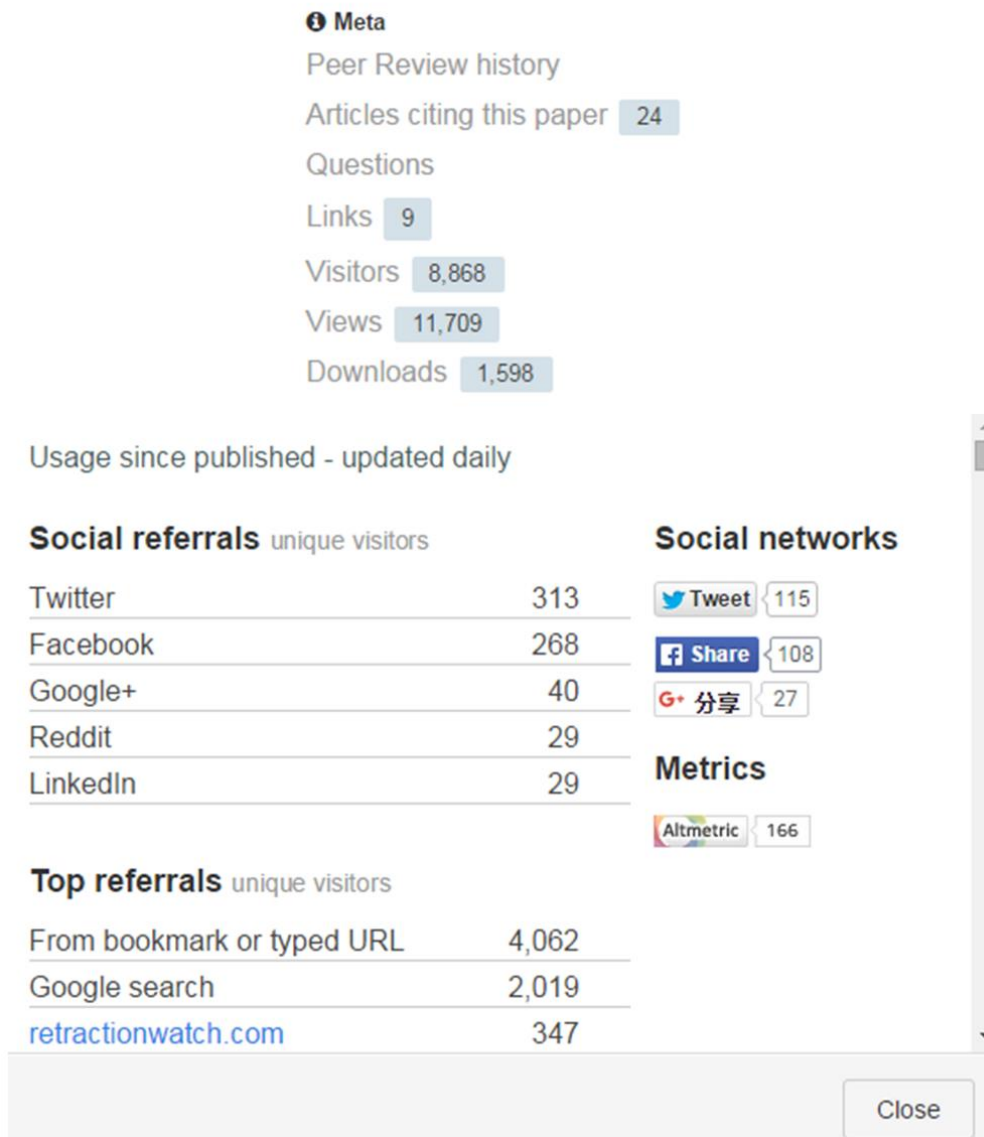 Meta
Peer Review history
Articles citing this paper 24
Questions
Links 9
Visitors 8,868
Views 11,709
Downloads 1,598
Usage since published - updated daily
Social referrals unique visitors
Twitter 313
Facebook 268
Google+ 40
Reddit 29
LinkedIn 29
Social networks
Tweet 115
Share 108
G+ 分享 27
Metrics
Altmetric 166
Top referrals unique visitors
From bookmark or typed URL 4,062
Google search 2,019
retractionwatch.com 347
Close